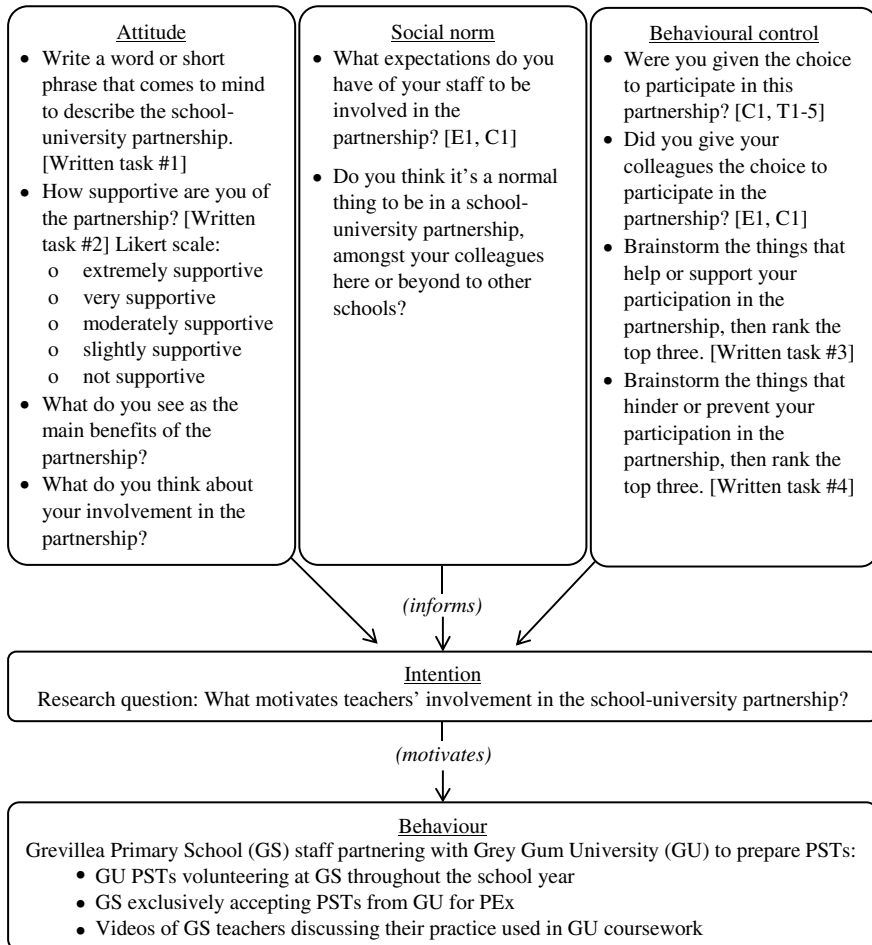 Attitude
• Write a word or short
phrase that comes to mind
to describe the school-
university partnership.
[Written task #1]
• How supportive are you of
the partnership? [Written
task #2] Likert scale:
o extremely supportive
o very supportive
o moderately supportive
o slightly supportive
o not supportive
• What do you see as the
main benefits of the
partnership?
• What do you think about
your involvement in the
partnership?
Social norm
• What expectations do you
have of your staff to be
involved in the
partnership? [E1, C1]
• Do you think it's a normal
thing to be in a school-
university partnership,
amongst your colleagues
here or beyond to other
schools?
Behavioural control
• Were you given the choice
to participate in this
partnership? [C1, T1-5]
• Did you give your
colleagues the choice to
participate in the
partnership? [E1, C1]
• Brainstorm the things that
help or support your
participation in the
partnership, then rank the
top three. [Written task #3]
• Brainstorm the things that
hinder or prevent your
participation in the
partnership, then rank the
top three. [Written task #4]
(informs)
Intention
Research question: What motivates teachers' involvement in the school-university partnership?
(motivates)
Behaviour
Grevillea Primary School (GS) staff partnering with Grey Gum University (GU) to prepare PSTs:
• GU PSTs volunteering at GS throughout the school year
• GS exclusively accepting PSTs from GU for PEx
• Videos of GS teachers discussing their practice used in GU coursework